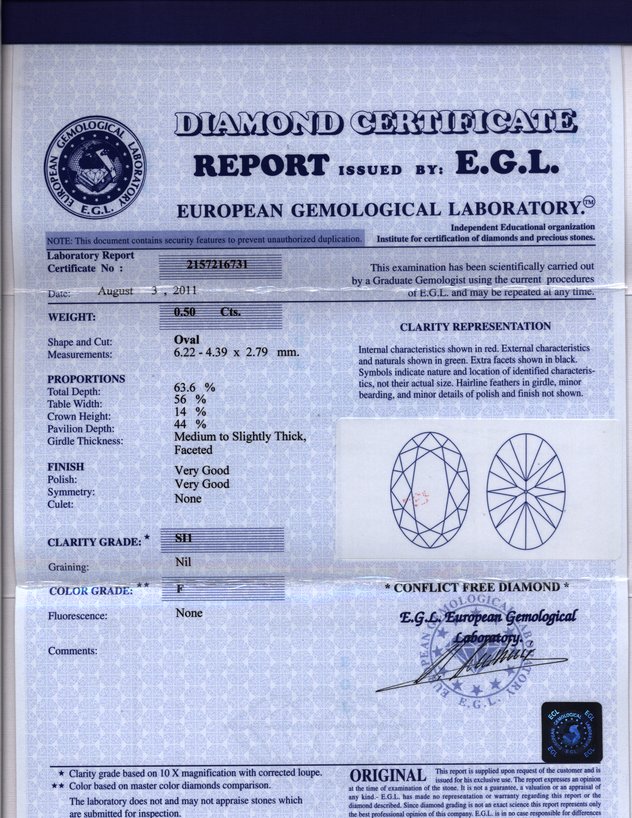 EUROPEAN GEMOLOGICAL LABORATORY
E.G.L.
DIAMOND CERTIFICATE
REPORT ISSUED BY: E.G.L.
EUROPEAN GEMOLOGICAL LABORATORY.™
Independent Educational organization
NOTE: This document contains security features to prevent unauthorized duplication.
Institute for certification of diamonds and precious stones.
Laboratory Report
Certificate No : 2157216731
Date: August 3 , 2011
This examination has been scientifically carried out
by a Graduate Gemologist using the current procedures
of E.G.L. and may be repeated at any time.
WEIGHT: 0.50 Cts.
Shape and Cut: Oval
Measurements: 6.22 - 4.39 x 2.79 mm.
PROPORTIONS
Total Depth: 63.6 %
Table Width: 56 %
Crown Height: 14 %
Pavilion Depth: 44 %
Girdle Thickness: Medium to Slightly Thick,
Faceted
FINISH
Polish: Very Good
Symmetry: Very Good
Culet: None
CLARITY GRADE: * SI1
Graining: Nil
COLOR GRADE: ** F
Fluorescence: None
Comments:
CLARITY REPRESENTATION
Internal characteristics shown in red. External characteristics
and naturals shown in green. Extra facets shown in black.
Symbols indicate nature and location of identified characteris-
tics, not their actual size. Hairline feathers in girdle, minor
bearding, and minor details of polish and finish not shown.
* CONFLICT FREE DIAMOND *
E.G.L. European Gemological
Laboratory.
EUROPEAN GEMOLOGICAL LABORATORY
E.G.L.
EGL EGL
EGL EGL
★ Clarity grade based on 10 X magnification with corrected loupe.
★★ Color based on master color diamonds comparison.
The laboratory does not and may not appraise stones which
are submitted for inspection.
ORIGINAL This report is supplied upon request of the customer and is
issued for his exclusive use. The report expresses an opinion
at the time of examination of the stone. It is not a guarantee, a valuation or an appraisal of
any kind.- E.G.L. has made no representation or warranty regarding this report or the
diamond described. Since diamond grading is not an exact science this report represents only
the best professional opinion of this company. E.G.L. is in no case responsible for differences